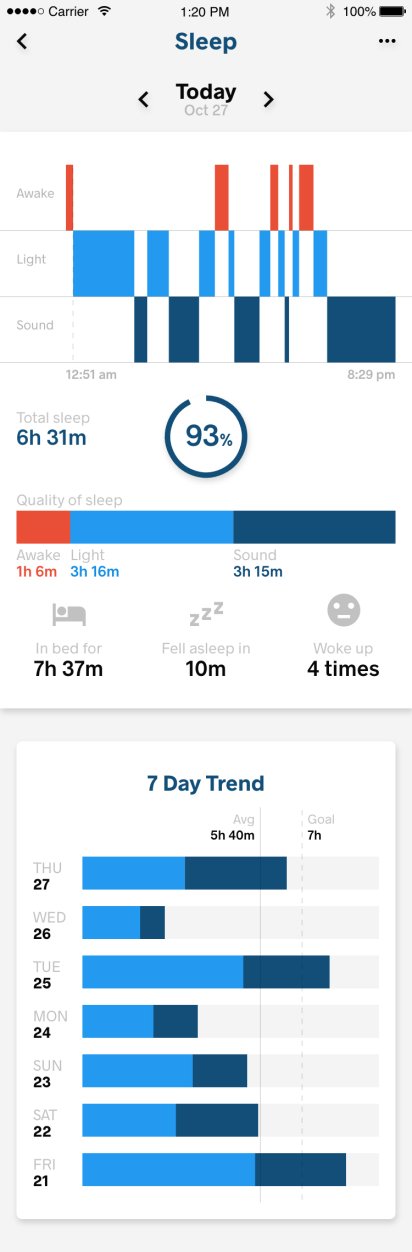 Carrier 1:20 PM 100%
Sleep
Today
Oct 27
Awake
Light
Sound
12:51 am 8:29 pm
Total sleep
6h 31m
93%
Quality of sleep
Awake Light Sound
1h 6m 3h 16m 3h 15m
zzz
In bed for Fell asleep in Woke up
7h 37m 10m 4 times
7 Day Trend
Avg Goal
5h 40m 7h
THU
27
WED
26
TUE
25
MON
24
SUN
23
SAT
22
FRI
21